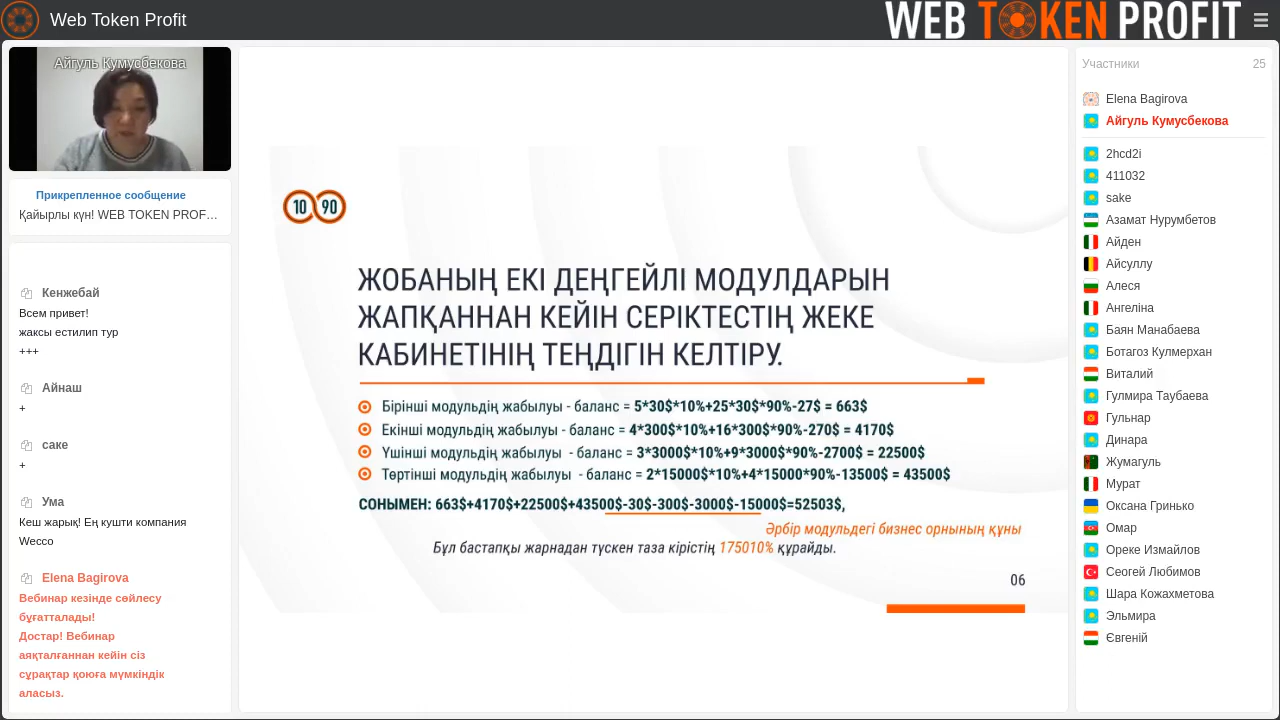 Web Token Profit
WEB TOKEN PROFIT
Айгуль Кумусбекова
Прикрепленное сообщение
Қайырлы күн! WEB TOKEN PROF…
Кенжебай
Всем привет!
жаксы естилип тур
+++
Айнаш
+
саке
+
Ума
Кеш жарық! Ең кушти компания
Wecco
Elena Bagirova
Вебинар кезінде сөйлесу
бұғатталады!
Достар! Вебинар
аяқталғаннан кейін сіз
сұрақтар қоюға мүмкіндік
аласыз.
10 90
ЖОБАНЫҢ ЕКІ ДЕҢГЕЙЛІ МОДУЛДАРЫН
ЖАПҚАННАН КЕЙІН СЕРІКТЕСТІҢ ЖЕКЕ
КАБИНЕТІНІҢ ТЕҢДІГІН КЕЛТІРУ.
Бірінші модульдің жабылуы - баланс = 5*30$*10%+25*30$*90%-27$ = 663$
Екінші модульдің жабылуы - баланс = 4*300$*10%+16*300$*90%-270$ = 4170$
Үшінші модульдің жабылуы - баланс = 3*3000$*10%+9*3000$*90%-2700$ = 22500$
Төртінші модульдің жабылуы - баланс = 2*15000$*10%+4*15000*90%-13500$ = 43500$
СОНЫМЕН: 663$+4170$+22500$+43500$-30$-300$-3000$-15000$=52503$,
Әрбір модульдегі бизнес орнының құны
Бұл бастапқы жарнадан түскен таза кірістің 175010% құрайды.
06
Участники 25
Elena Bagirova
Айгуль Кумусбекова
2hcd2i
411032
sake
Азамат Нурумбетов
Айден
Айсуллу
Алеся
Ангеліна
Баян Манабаева
Ботагоз Кулмерхан
Виталий
Гулмира Таубаева
Гульнар
Динара
Жумагуль
Мурат
Оксана Гринько
Омар
Ореке Измайлов
Сеогей Любимов
Шара Кожахметова
Эльмира
Євгеній